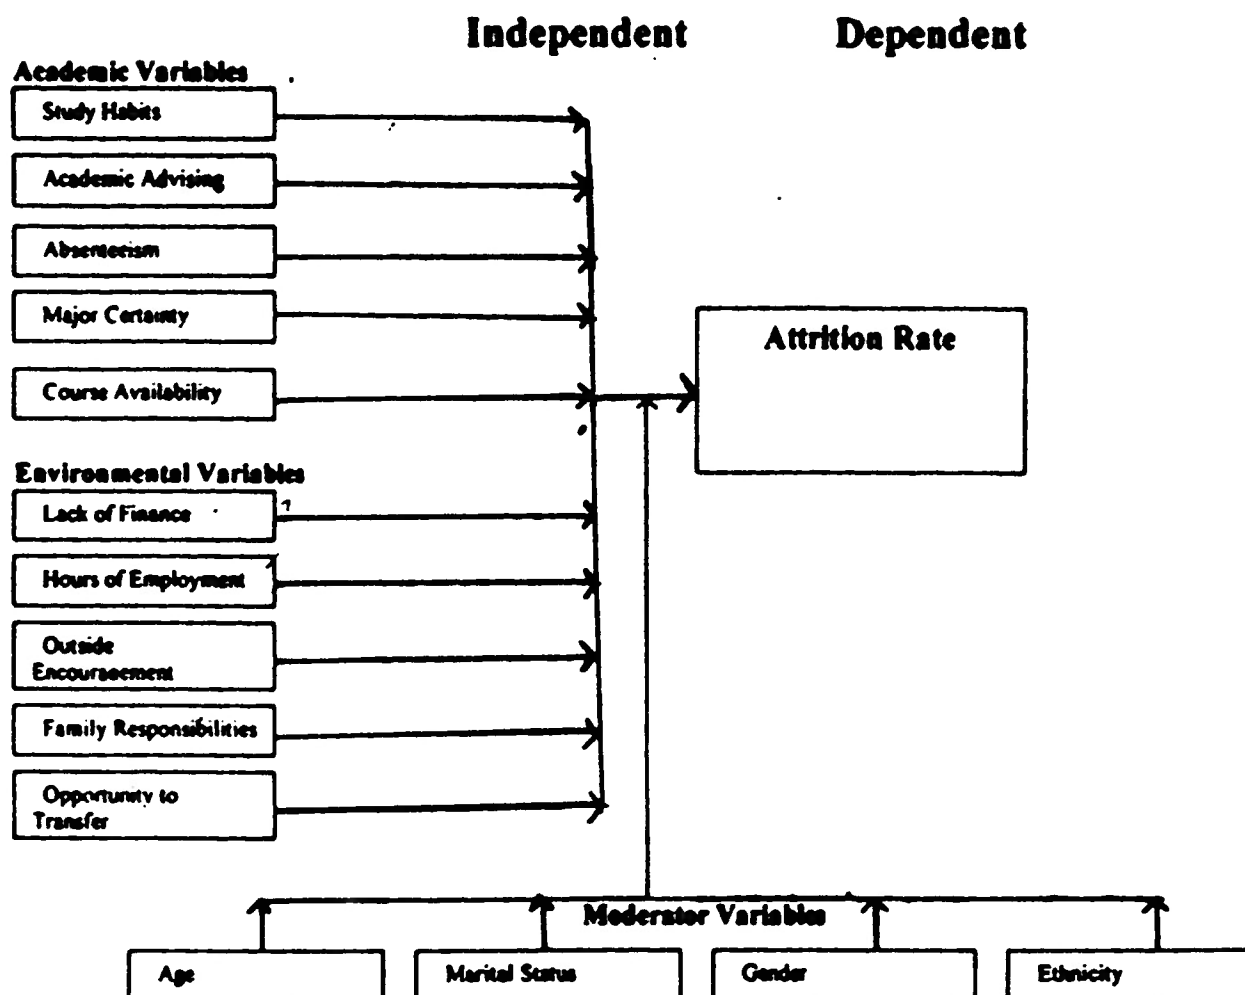 Independent Dependent
Academic Variables
Study Habits
Academic Advising
Absenteeism
Major Certainty
Course Availability
Attrition Rate
Environmental Variables
Lack of Finance
Hours of Employment
Outside
Encouragement
Family Responsibilities
Opportunity to
Transfer
Moderator Variables
Age
Marital Status
Gender
Ethnicity